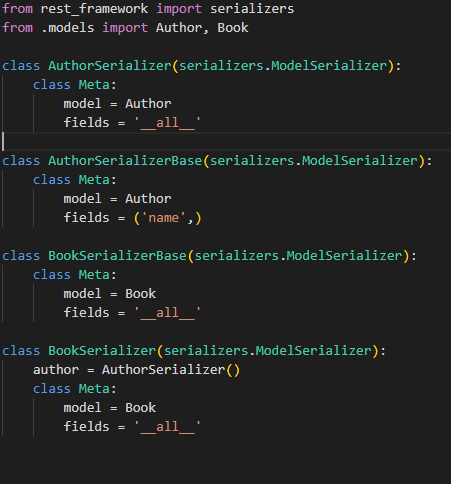 from rest_framework import serializers
from .models import Author, Book
class AuthorSerializer(serializers.ModelSerializer):
    class Meta:
        model = Author
        fields = '__all__'
class AuthorSerializerBase(serializers.ModelSerializer):
    class Meta:
        model = Author
        fields = ('name',)
class BookSerializerBase(serializers.ModelSerializer):
    class Meta:
        model = Book
        fields = '__all__'
class BookSerializer(serializers.ModelSerializer):
    author = AuthorSerializer()
    class Meta:
        model = Book
        fields = '__all__'